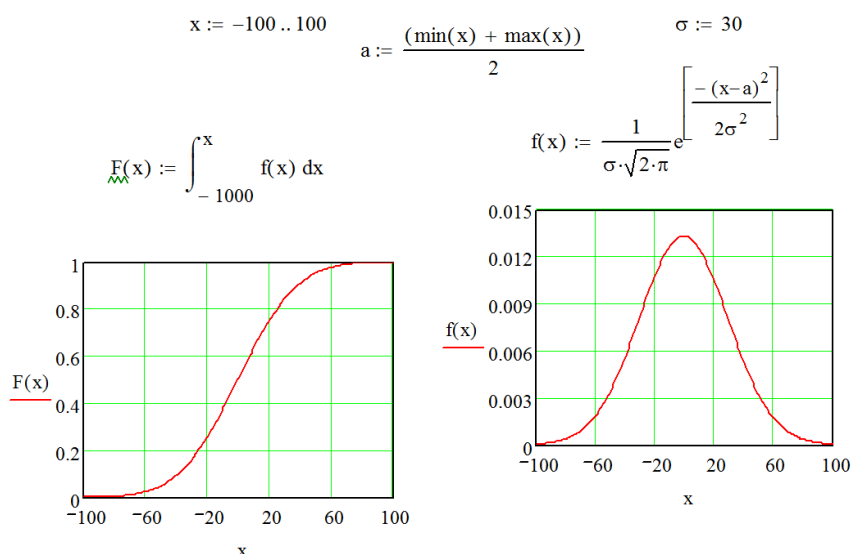 x := -100 .. 100
a := (min(x) + max(x)) / 2
σ := 30
F(x) := ∫_{-1000}^{x} f(x) dx
f(x) := 1 / (σ·√(2·π)) e^[-(x-a)^2 / 2σ^2]
1
0.8
0.6
F(x)
0.4
0.2
0
-100 -60 -20 20 60 100
x
0.015
0.012
0.009
f(x)
0.006
0.003
0
-100 -60 -20 20 60 100
x